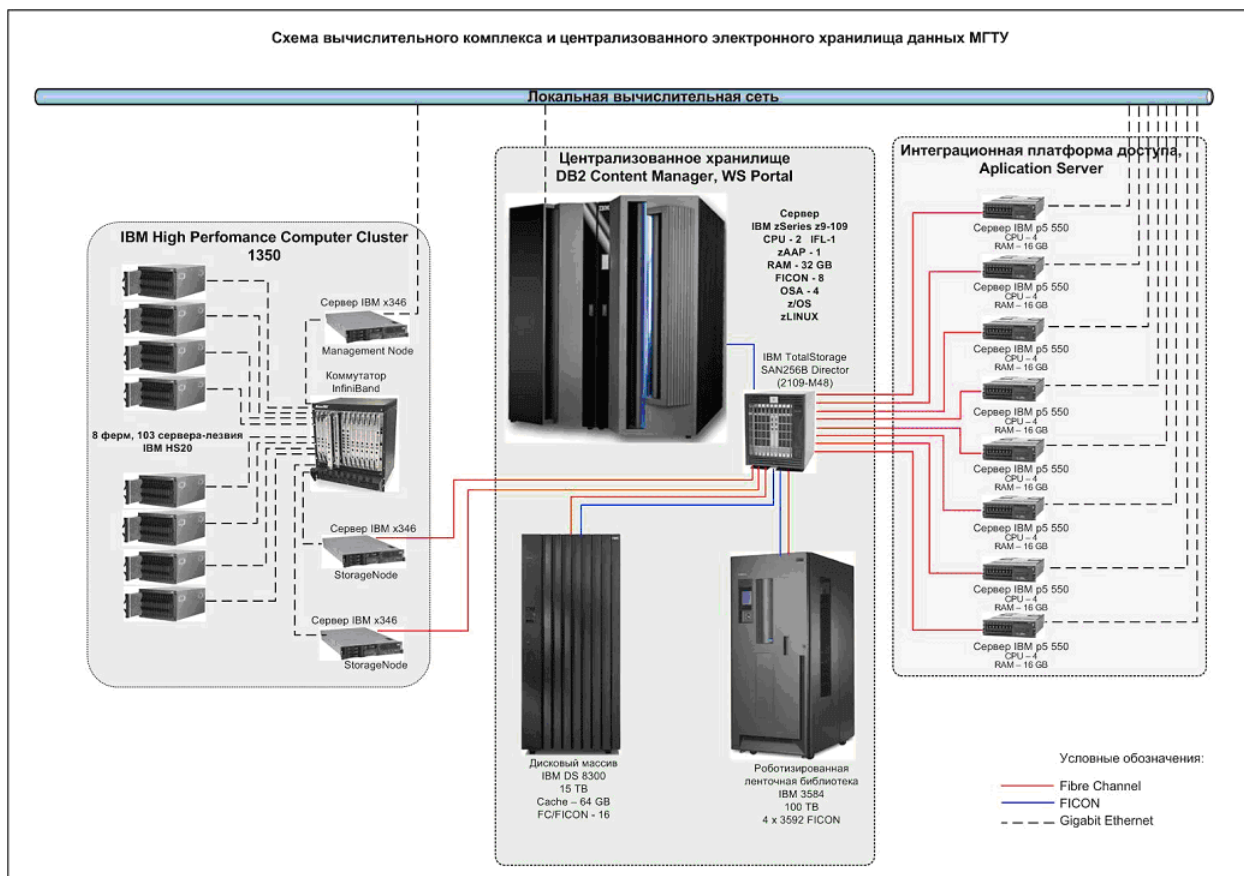 Схема вычислительного комплекса и централизованного электронного хранилища данных МГТУ
Локальная вычислительная сеть
IBM High Perfomance Computer Cluster
1350
Сервер IBM x346
Management Node
Коммутатор
InfiniBand
8 ферм, 103 сервера-лезвия
IBM HS20
Сервер IBM x346
StorageNode
Сервер IBM x346
StorageNode
Централизованное хранилище
DB2 Content Manager, WS Portal
Сервер
IBM zSeries z9-109
CPU - 2 IFL-1
zAAP - 1
RAM - 32 GB
FICON - 8
OSA - 4
z/OS
zLINUX
IBM TotalStorage
SAN256B Director
(2109-M48)
Дисковый массив
IBM DS 8300
15 TB
Cache – 64 GB
FC/FICON - 16
Роботизированная
ленточная библиотека
IBM 3584
100 TB
4 x 3592 FICON
Интеграционная платформа доступа,
Aplication Server
Сервер IBM p5 550
CPU – 4
RAM – 16 GB
Сервер IBM p5 550
CPU – 4
RAM – 16 GB
Сервер IBM p5 550
CPU – 4
RAM – 16 GB
Сервер IBM p5 550
CPU – 4
RAM – 16 GB
Сервер IBM p5 550
CPU – 4
RAM – 16 GB
Сервер IBM p5 550
CPU – 4
RAM – 16 GB
Сервер IBM p5 550
CPU – 4
RAM – 16 GB
Сервер IBM p5 550
CPU – 4
RAM – 16 GB
Условные обозначения:
Fibre Channel
FICON
Gigabit Ethernet